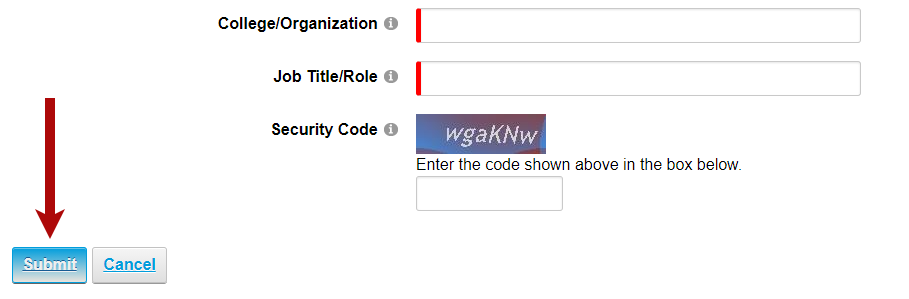 College/Organization
Job Title/Role
Security Code
wgaKNw
Enter the code shown above in the box below.
Submit Cancel